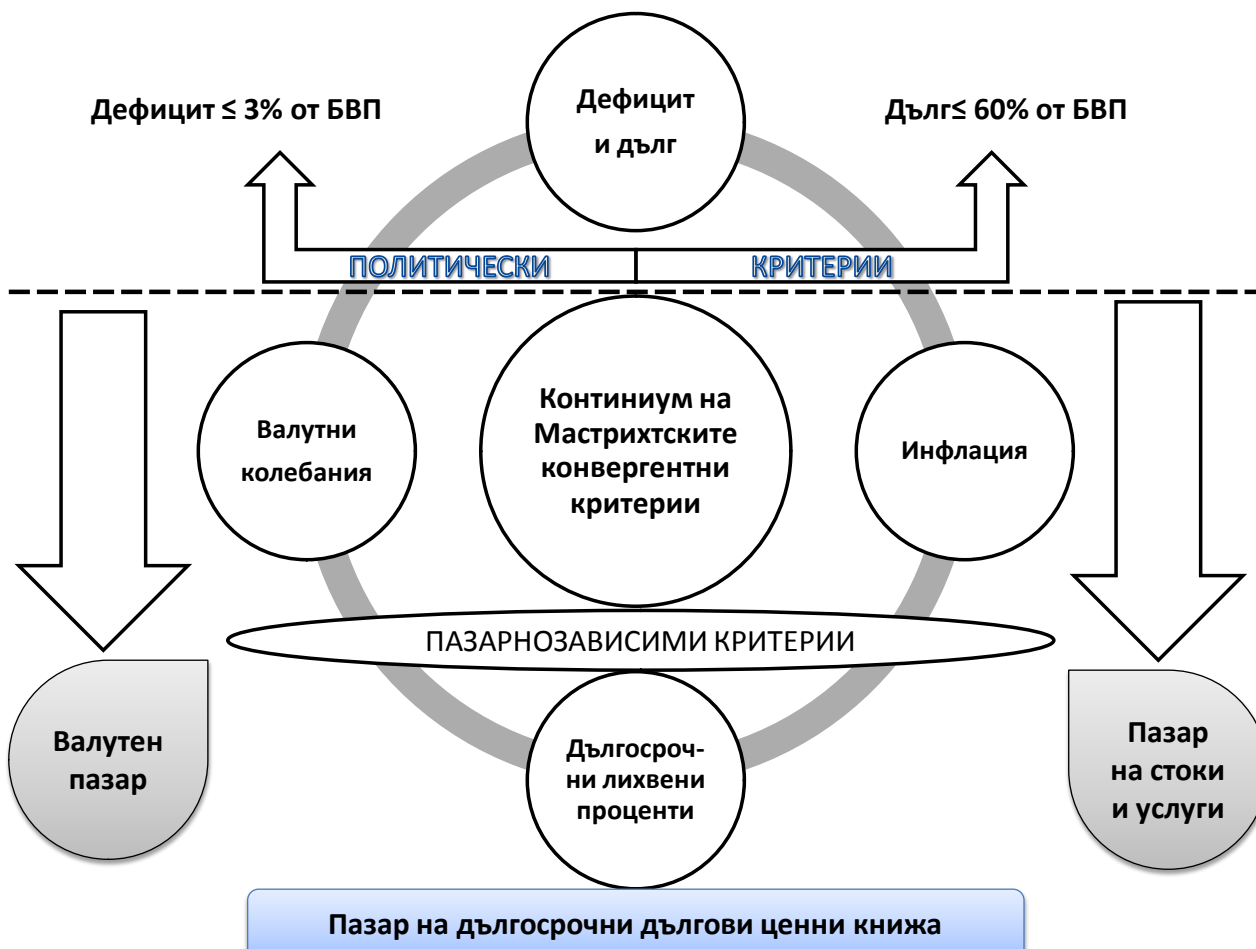 Дефицит
и дълг
Дефицит ≤ 3% от БВП
Дълг≤ 60% от БВП
ПОЛИТИЧЕСКИ
КРИТЕРИИ
Валутни
колебания
Континиум на
Мастрихтските
конвергентни
критерии
Инфлация
ПАЗАРНОЗАВИСИМИ КРИТЕРИИ
Валутен
пазар
Дългосроч-
ни лихвени
проценти
Пазар
на стоки
и услуги
Пазар на дългосрочни дългови ценни книжа